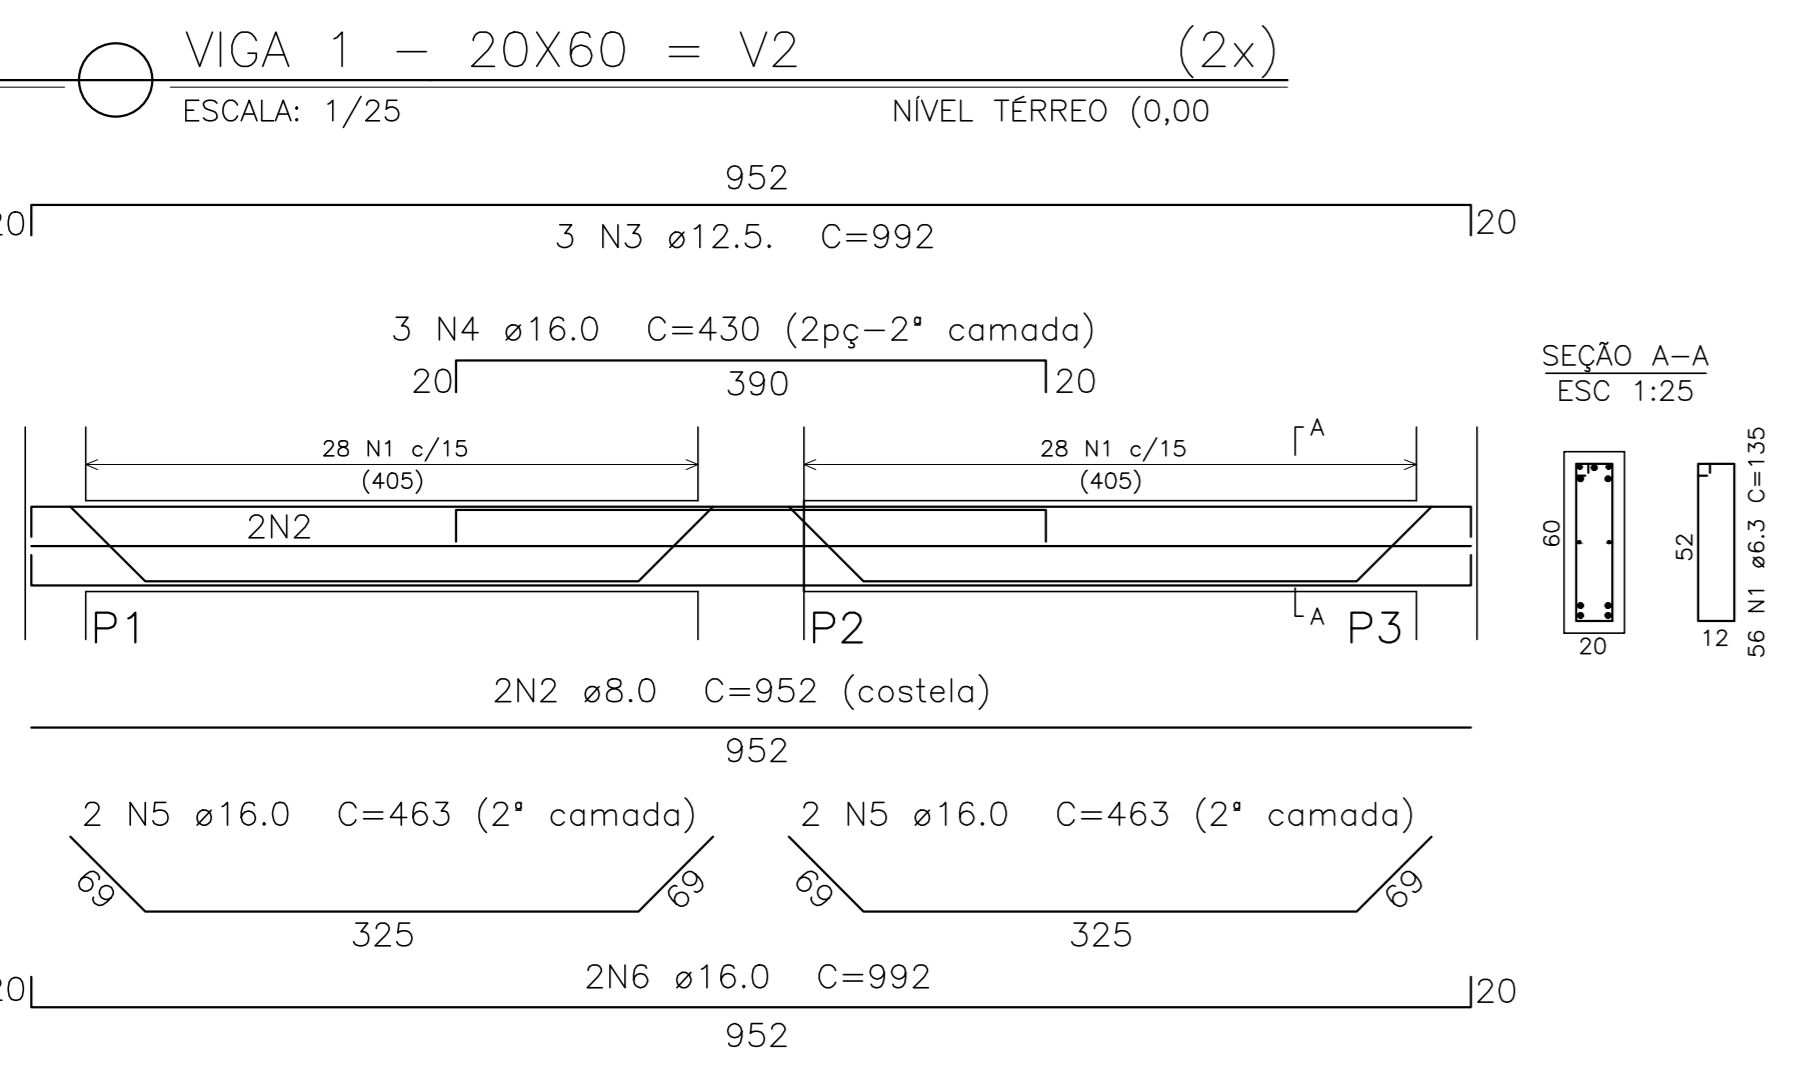 VIGA 1 - 20X60 = V2 (2x)
ESCALA: 1/25 NÍVEL TÉRREO (0,00
952
20 20
3 N3 ø12.5. C=992
3 N4 ø16.0 C=430 (2pç-2ª camada)
20 390 20
SEÇÃO A-A
ESC 1:25
28 N1 c/15 28 N1 c/15 A
(405) (405)
2N2
60
20
52
12
56 N1 ø6.3 C=135
P1 P2 A P3
2N2 ø8.0 C=952 (costela)
952
2 N5 ø16.0 C=463 (2ª camada) 2 N5 ø16.0 C=463 (2ª camada)
69 69 69 69
325 325
2N6 ø16.0 C=992
20 20
952